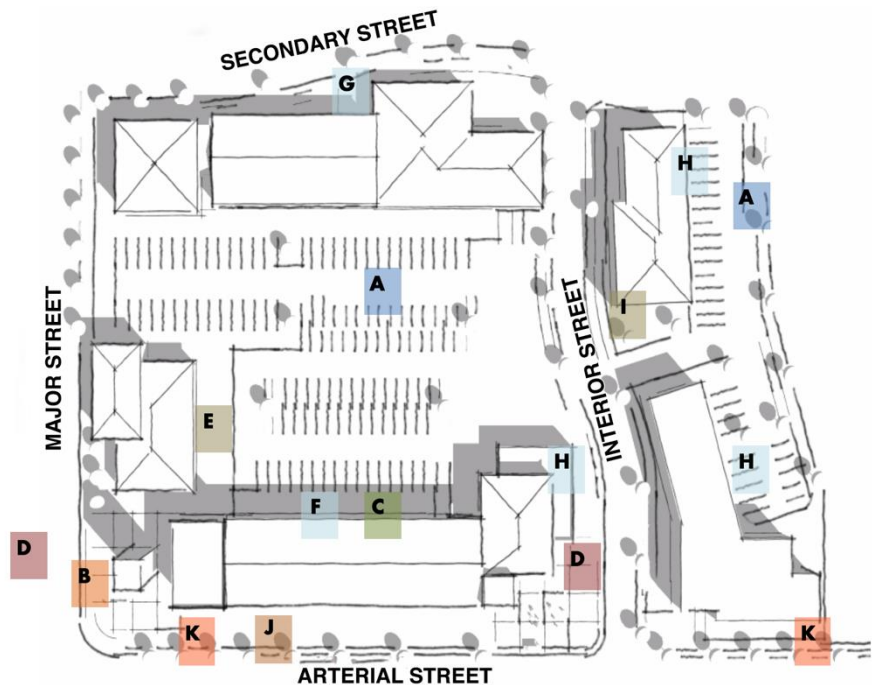 SECONDARY STREET
G
H
A
A
I
MAJOR STREET
INTERIOR STREET
E
H
H
F
C
D
D
B
K
J
K
ARTERIAL STREET